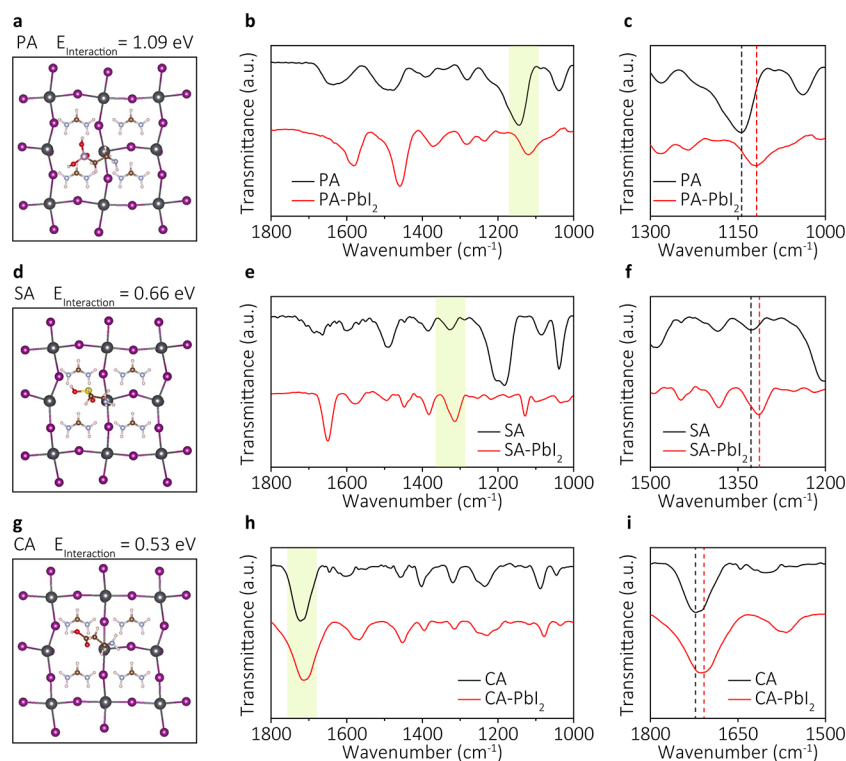 a
PA E_Interaction = 1.09 eV
b
Transmittance (a.u.)
PA
PA-PbI₂
1800 1600 1400 1200 1000
Wavenumber (cm⁻¹)
c
Transmittance (a.u.)
PA
PA-PbI₂
1300 1150 1000
Wavenumber (cm⁻¹)
d
SA E_Interaction = 0.66 eV
e
Transmittance (a.u.)
SA
SA-PbI₂
1800 1600 1400 1200 1000
Wavenumber (cm⁻¹)
f
Transmittance (a.u.)
SA
SA-PbI₂
1500 1400 1300 1200
Wavenumber (cm⁻¹)
g
CA E_Interaction = 0.53 eV
h
Transmittance (a.u.)
CA
CA-PbI₂
1800 1600 1400 1200 1000
Wavenumber (cm⁻¹)
i
Transmittance (a.u.)
CA
CA-PbI₂
1800 1650 1500
Wavenumber (cm⁻¹)